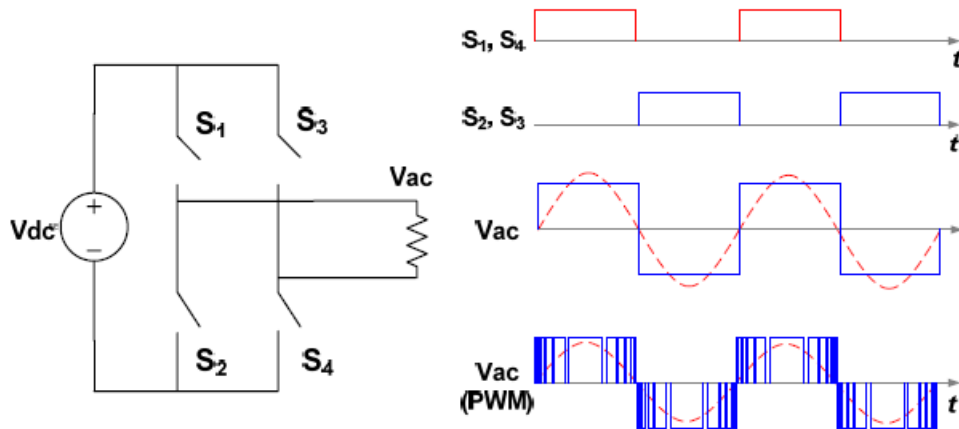 S1, S4
t
S1
S3
S2, S3
t
Vac
Vdc
+
−
Vac
t
S2
S4
Vac
(PWM)
t